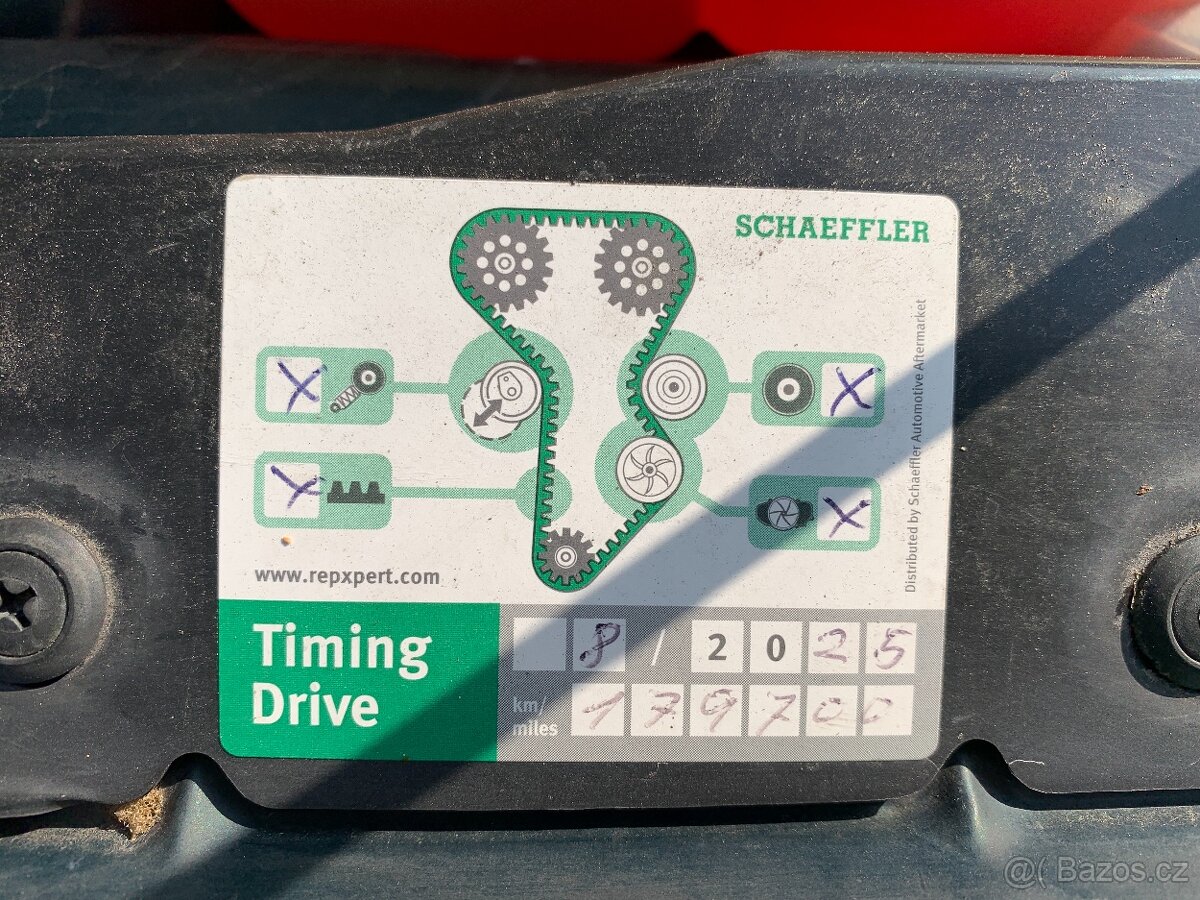 SCHAEFFLER
Distributed by Schaeffler Automotive Aftermarket
www.repxpert.com
Timing
Drive
8 / 2025
km/
miles
179700
@( Bazos.cz